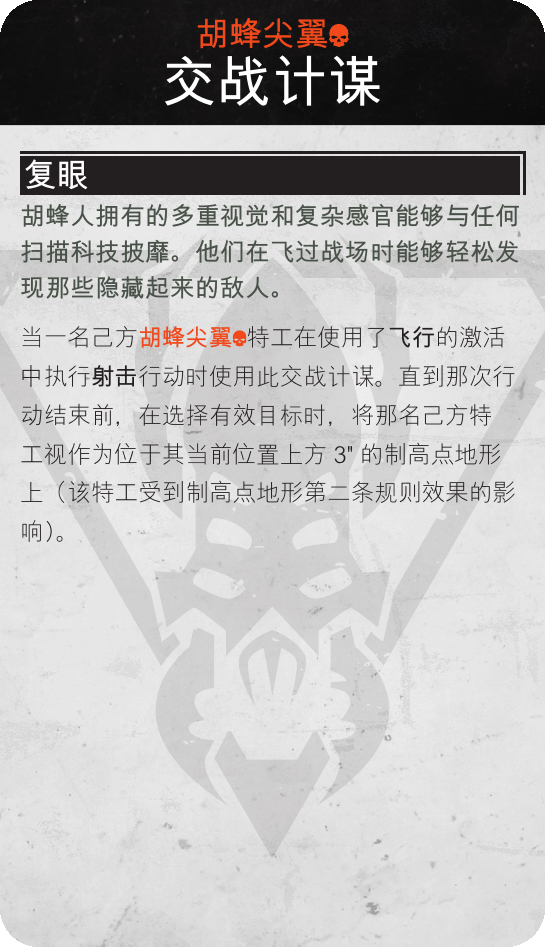 胡蜂尖翼
交战计谋
复眼
胡蜂人拥有的多重视觉和复杂感官能够与任何
扫描科技披靡。他们在飞过战场时能够轻松发
现那些隐藏起来的敌人。
当一名己方胡蜂尖翼特工在使用了飞行的激活
中执行射击行动时使用此交战计谋。直到那次行
动结束前，在选择有效目标时，将那名己方特
工视作为位于其当前位置上方 3" 的制高点地形
上（该特工受到制高点地形第二条规则效果的影
响）。